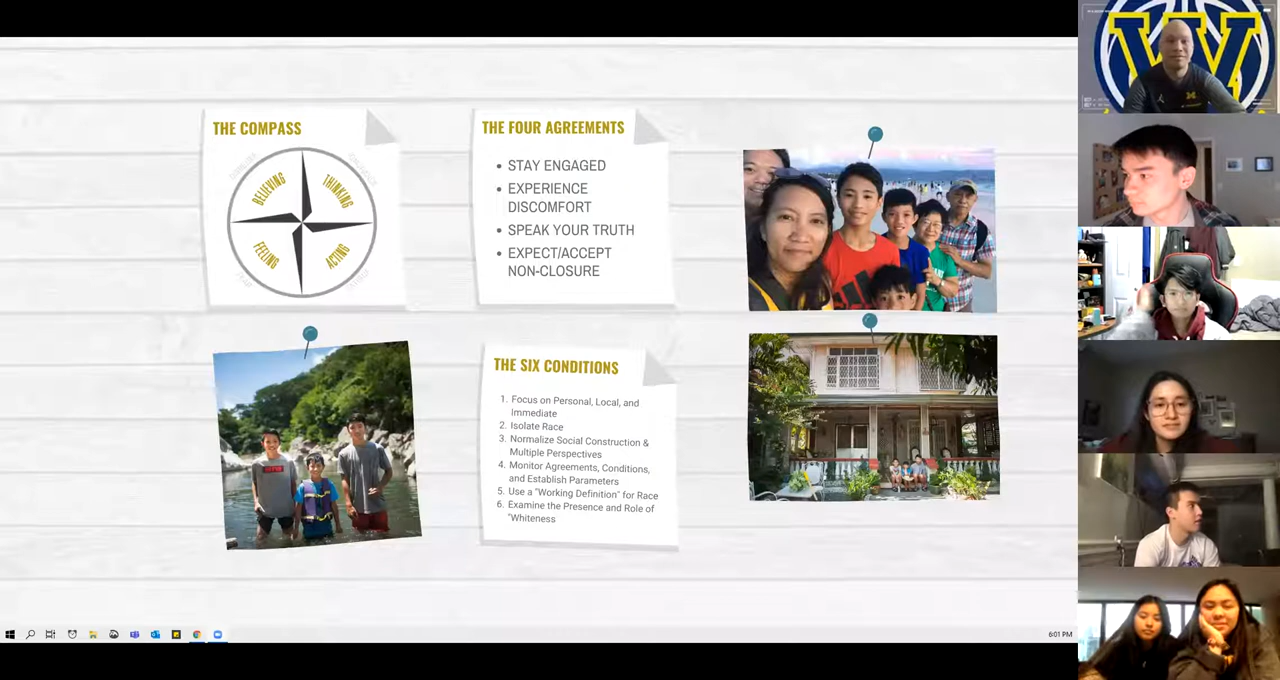 THE COMPASS
BELIEVING
THINKING
FEELING
ACTING
THE FOUR AGREEMENTS
• STAY ENGAGED
• EXPERIENCE
DISCOMFORT
• SPEAK YOUR TRUTH
• EXPECT/ACCEPT
NON-CLOSURE
THE SIX CONDITIONS
1. Focus on Personal, Local, and
Immediate
2. Isolate Race
3. Normalize Social Construction &
Multiple Perspectives
4. Monitor Agreements, Conditions,
and Establish Parameters
5. Use a "Working Definition" for Race
6. Examine the Presence and Role of
"Whiteness
6:01 PM
W
M